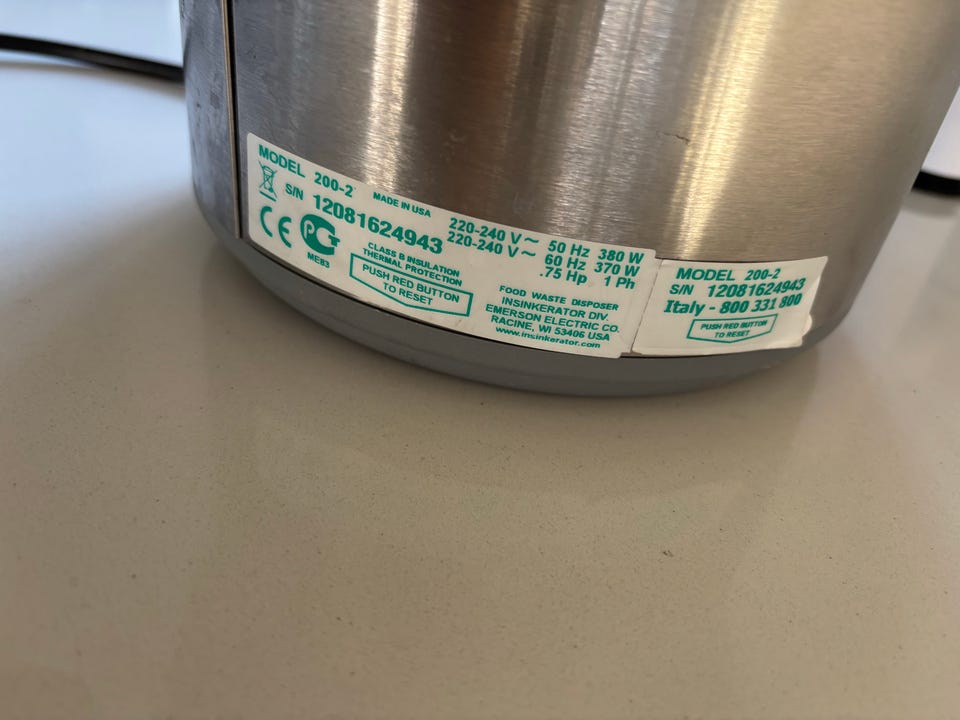 MODEL 200-2
S/N 12081624943
MADE IN USA
CE PG
ME83
CLASS B INSULATION
THERMAL PROTECTION
PUSH RED BUTTON
TO RESET
220-240 V~ 50 Hz 380 W
220-240 V~ 60 Hz 370 W
.75 Hp 1 Ph
FOOD WASTE DISPOSER
INSINKERATOR DIV.
EMERSON ELECTRIC CO.
RACINE, WI 53406 USA
www.insinkerator.com
MODEL 200-2
S/N 12081624943
Italy - 800 331 800
PUSH RED BUTTON
TO RESET